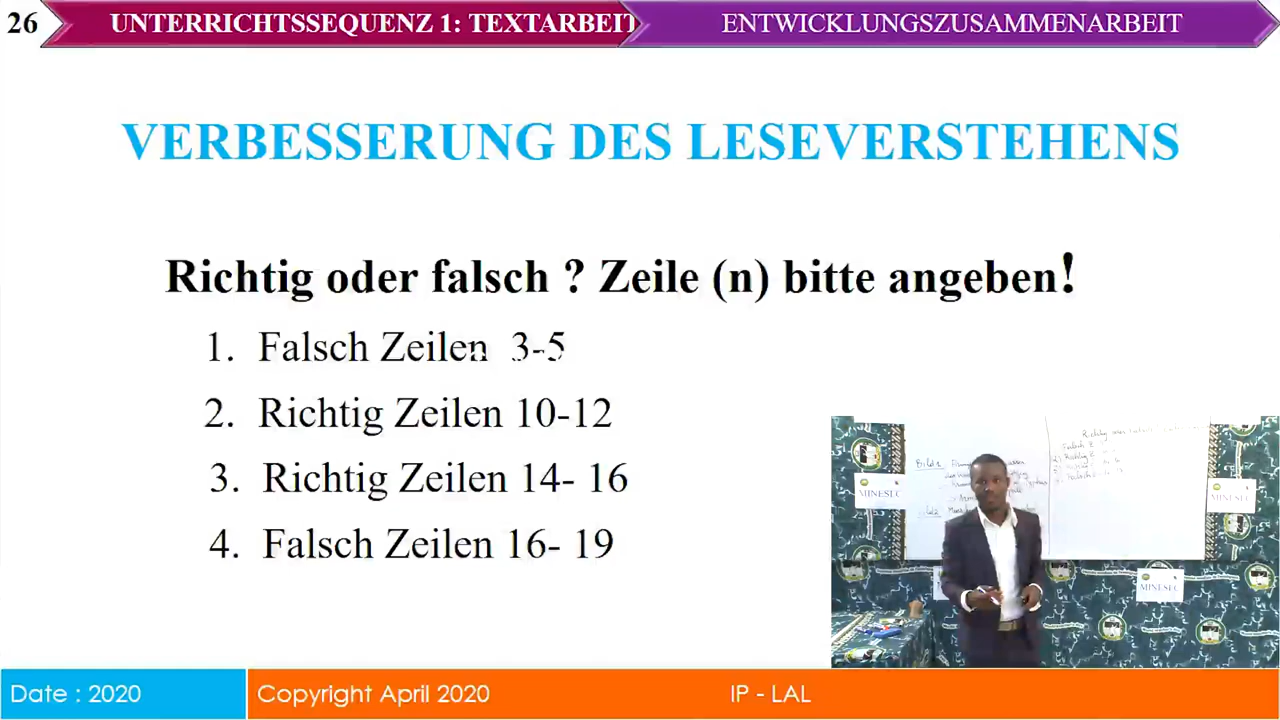 26
UNTERRICHTSSEQUENZ 1: TEXTARBEIT
ENTWICKLUNGSZUSAMMENARBEIT
VERBESSERUNG DES LESEVERSTEHENS
Richtig oder falsch ? Zeile (n) bitte angeben!
1. Falsch Zeilen 3-5
2. Richtig Zeilen 10-12
3. Richtig Zeilen 14- 16
4. Falsch Zeilen 16- 19
Bild 1
MINESEC
MINESEC
MINESEC
Date : 2020
Copyright April 2020
IP - LAL